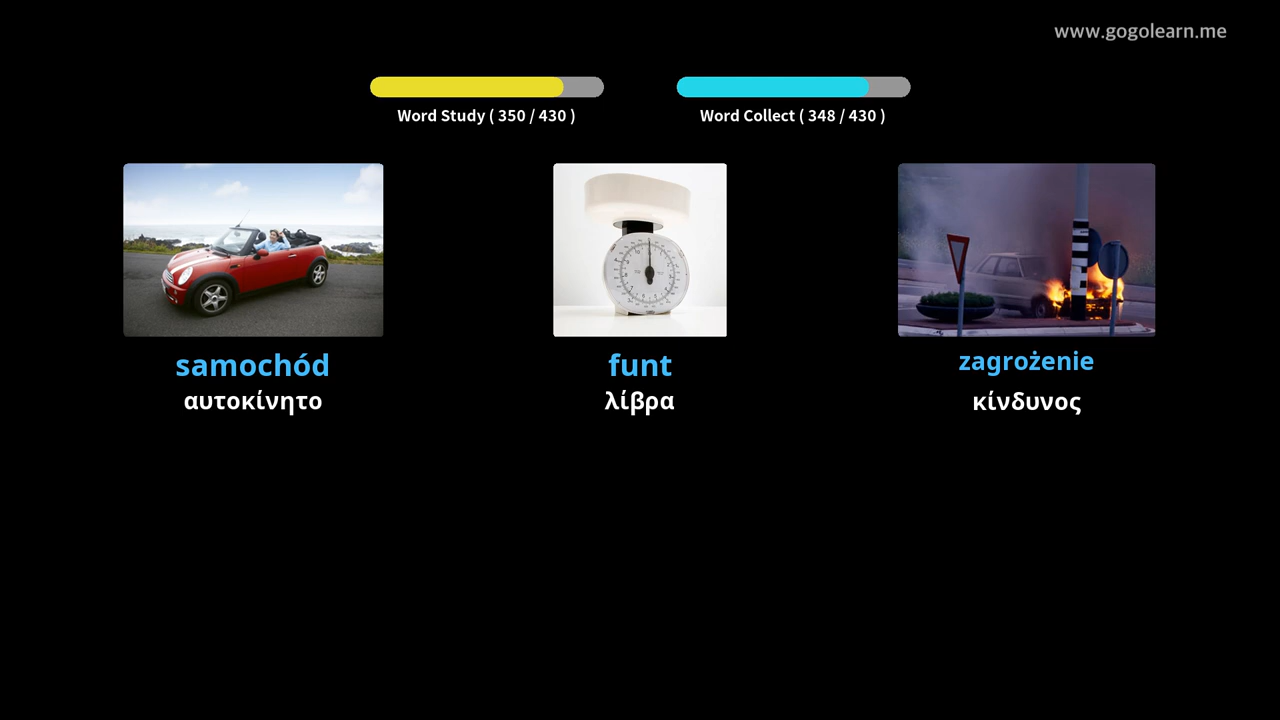 www.gogolearn.me
Word Study ( 350 / 430 )
Word Collect ( 348 / 430 )
samochód
αυτοκίνητο
funt
λίβρα
zagrożenie
κίνδυνος